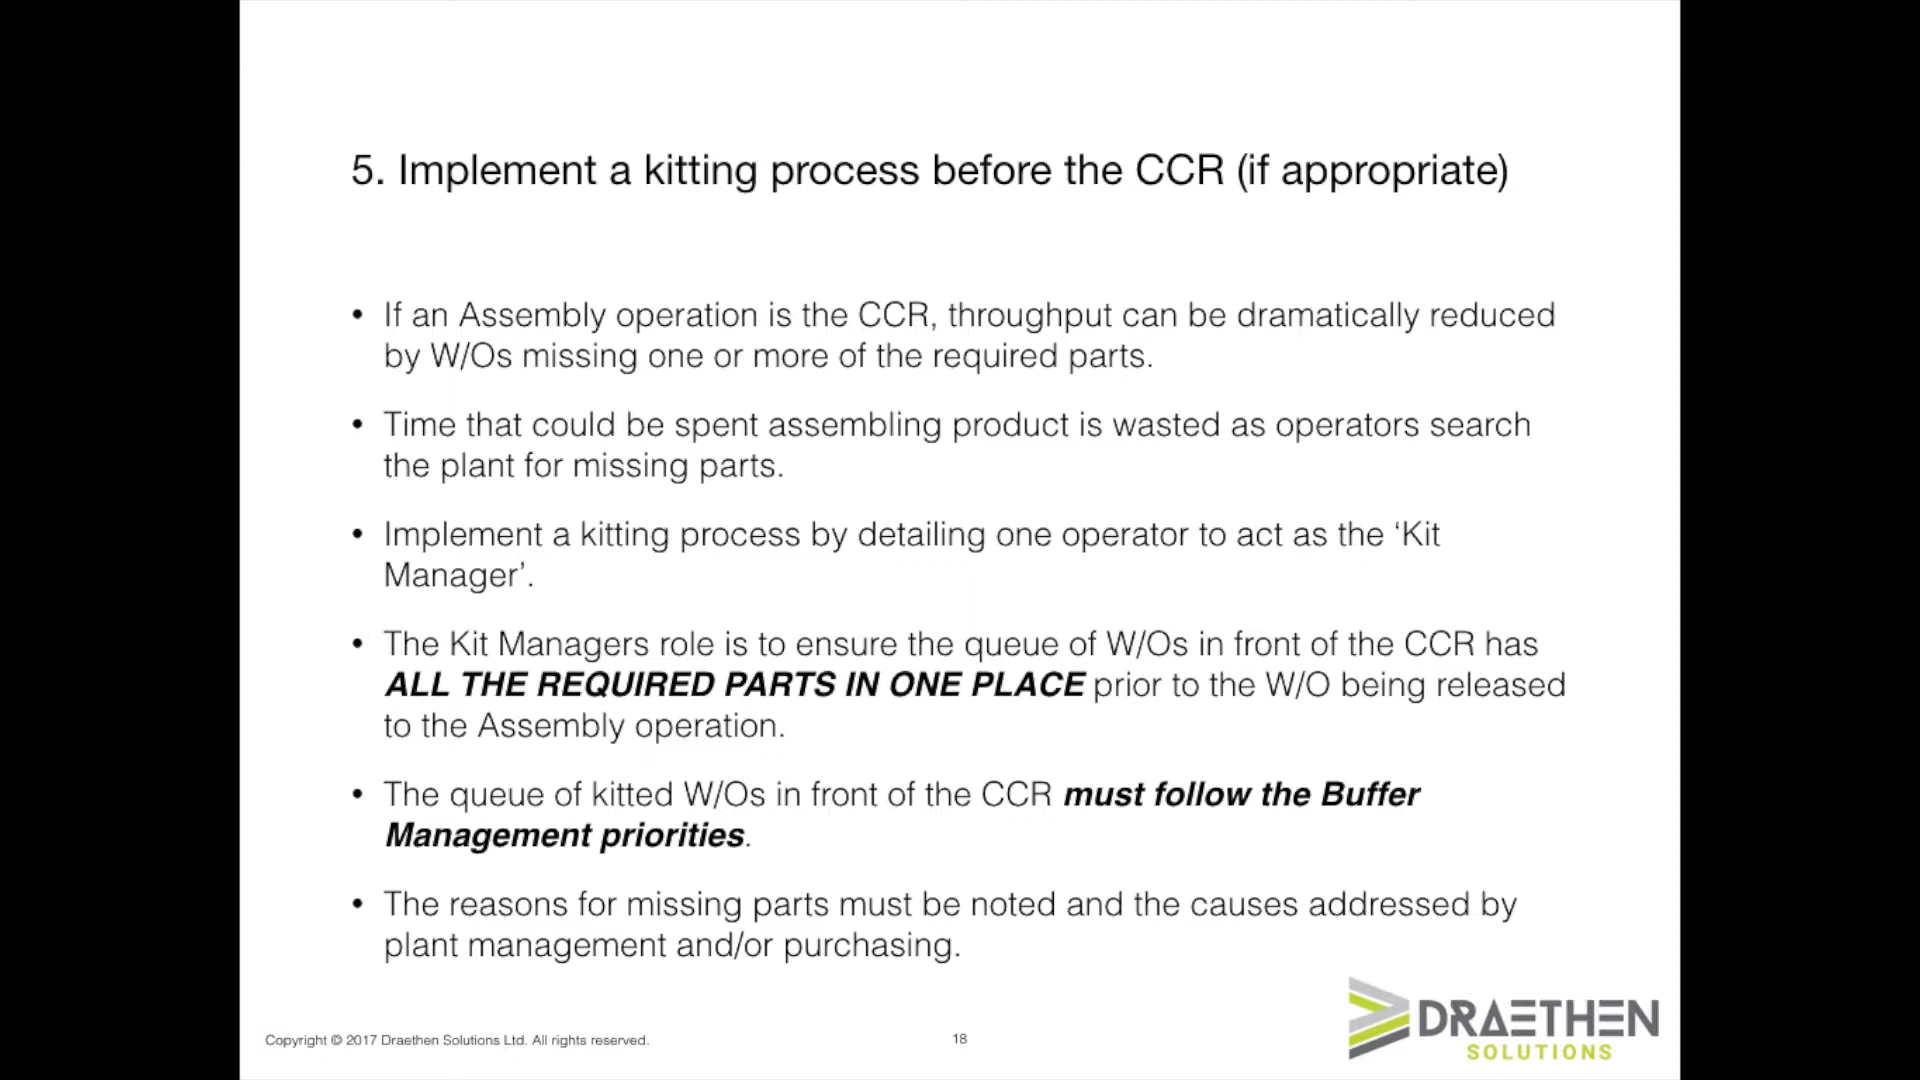 5. Implement a kitting process before the CCR (if appropriate)
• If an Assembly operation is the CCR, throughput can be dramatically reduced
by W/Os missing one or more of the required parts.
• Time that could be spent assembling product is wasted as operators search
the plant for missing parts.
• Implement a kitting process by detailing one operator to act as the ‘Kit
Manager’.
• The Kit Managers role is to ensure the queue of W/Os in front of the CCR has
ALL THE REQUIRED PARTS IN ONE PLACE prior to the W/O being released
to the Assembly operation.
• The queue of kitted W/Os in front of the CCR must follow the Buffer
Management priorities.
• The reasons for missing parts must be noted and the causes addressed by
plant management and/or purchasing.
Copyright © 2017 Draethen Solutions Ltd. All rights reserved.
18
DRAETHEN
SOLUTIONS